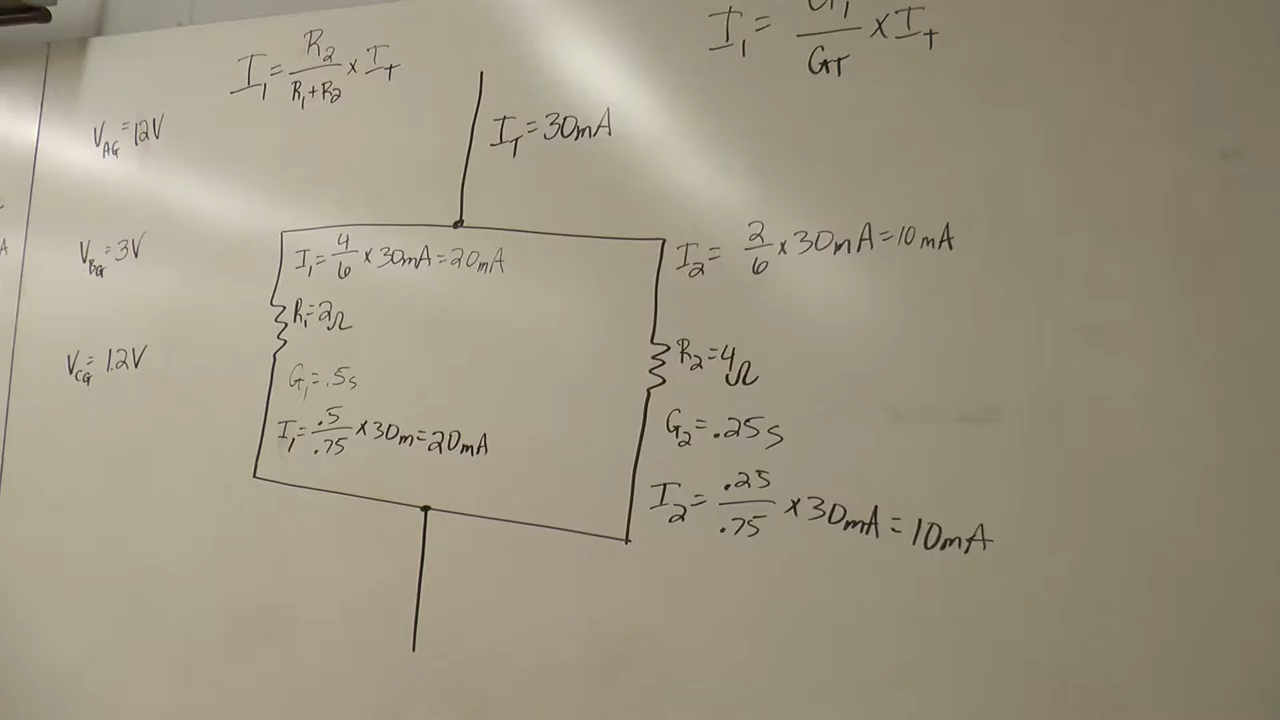 I₁ = R₂/(R₁+R₂) × I_T
I₁ = G₁/G_T × I_T
V_AG = 12V
I_T = 30mA
V_BG = 3V
V_CG = 1.2V
I₁ = 4/6 × 30mA = 20mA
R₁ = 2Ω
G₁ = .5s
I₁ = .5/.75 × 30m = 20mA
I₂ = 2/6 × 30mA = 10mA
R₂ = 4Ω
G₂ = .25s
I₂ = .25/.75 × 30mA = 10mA